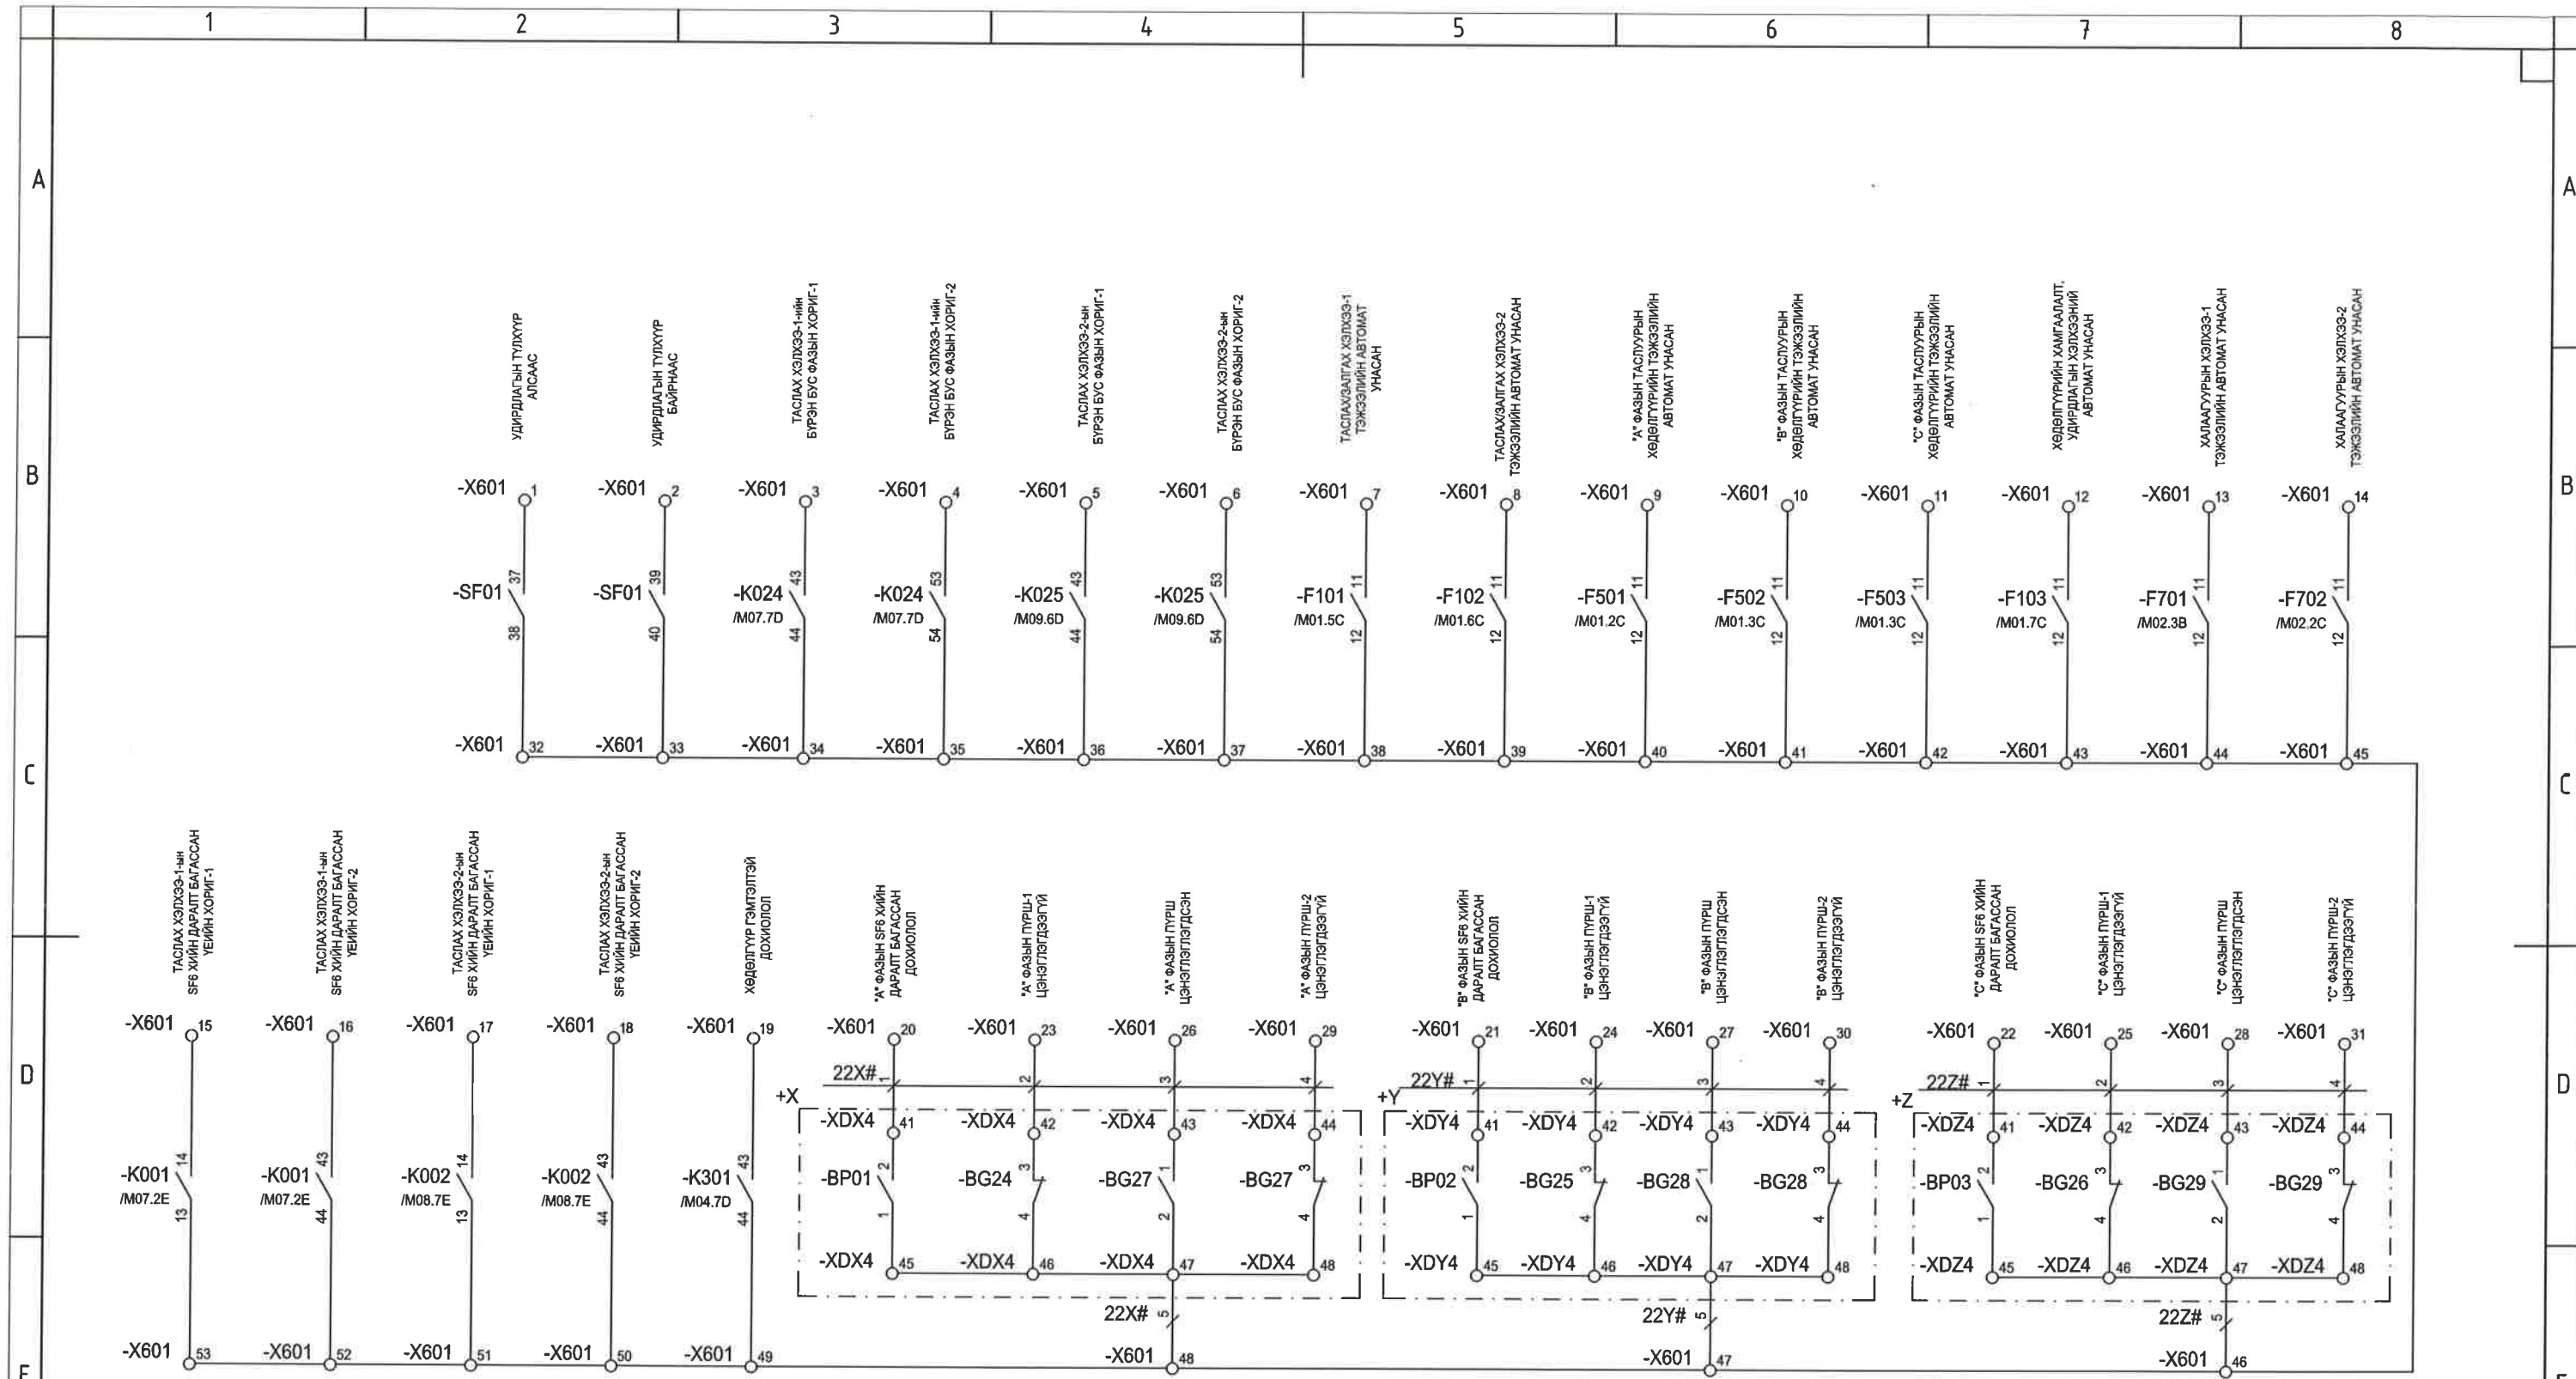 1 2 3 4 5 6 7 8
A A
УДИРДЛАГЫН ТҮЛХҮҮР
АЛСААС
УДИРДЛАГЫН ТҮЛХҮҮР
БАЙРНААС
ТАСЛАХ ХЭЛХЭЭ-1-ийн
БҮРЭН БУС ФАЗЫН ХОРИГ-1
ТАСЛАХ ХЭЛХЭЭ-1-ийн
БҮРЭН БУС ФАЗЫН ХОРИГ-2
ТАСЛАХ ХЭЛХЭЭ-2-ын
БҮРЭН БУС ФАЗЫН ХОРИГ-1
ТАСЛАХ ХЭЛХЭЭ-2-ын
БҮРЭН БУС ФАЗЫН ХОРИГ-2
ТАСЛАХ/ЗАЛГАХ ХЭЛХЭЭ-1
ТЭЖЭЭЛИЙН АВТОМАТ
УНАСАН
ТАСЛАХ/ЗАЛГАХ ХЭЛХЭЭ-2
ТЭЖЭЭЛИЙН АВТОМАТ УНАСАН
"А" ФАЗЫН ТАСЛУУРЫН
ХӨДӨЛГҮҮРИЙН ТЭЖЭЭЛИЙН
АВТОМАТ УНАСАН
"В" ФАЗЫН ТАСЛУУРЫН
ХӨДӨЛГҮҮРИЙН ТЭЖЭЭЛИЙН
АВТОМАТ УНАСАН
"С" ФАЗЫН ТАСЛУУРЫН
ХӨДӨЛГҮҮРИЙН ТЭЖЭЭЛИЙН
АВТОМАТ УНАСАН
ХӨДӨЛГҮҮРИЙН ХАМГААЛАЛТ,
УДИРДЛАГЫН ХЭЛХЭЭНИЙ
АВТОМАТ УНАСАН
ХАЛААГУУРЫН ХЭЛХЭЭ-1
ТЭЖЭЭЛИЙН АВТОМАТ УНАСАН
ХАЛААГУУРЫН ХЭЛХЭЭ-2
ТЭЖЭЭЛИЙН АВТОМАТ УНАСАН
B B
-X601 1 -X601 2 -X601 3 -X601 4 -X601 5 -X601 6 -X601 7 -X601 8 -X601 9 -X601 10 -X601 11 -X601 12 -X601 13 -X601 14
37 39 43 53 43 53 11 11 11 11 11 11 11 11
-SF01 -SF01 -K024 -K024 -K025 -K025 -F101 -F102 -F501 -F502 -F503 -F103 -F701 -F702
/M07.7D /M07.7D /M09.6D /M09.6D /M01.5C /M01.6C /M01.2C /M01.3C /M01.3C /M01.7C /M02.3B /M02.2C
38 40 44 54 44 54 12 12 12 12 12 12 12 12
-X601 32 -X601 33 -X601 34 -X601 35 -X601 36 -X601 37 -X601 38 -X601 39 -X601 40 -X601 41 -X601 42 -X601 43 -X601 44 -X601 45
C C
ТАСЛАХ ХЭЛХЭЭ-1-ын
SF6 ХИЙН ДАРАЛТ БАГАССАН
ҮЕИЙН ХОРИГ-1
ТАСЛАХ ХЭЛХЭЭ-1-ын
SF6 ХИЙН ДАРАЛТ БАГАССАН
ҮЕИЙН ХОРИГ-2
ТАСЛАХ ХЭЛХЭЭ-2-ын
SF6 ХИЙН ДАРАЛТ БАГАССАН
ҮЕИЙН ХОРИГ-1
ТАСЛАХ ХЭЛХЭЭ-2-ын
SF6 ХИЙН ДАРАЛТ БАГАССАН
ҮЕИЙН ХОРИГ-2
ХӨДӨЛГҮҮР ГЭМТЭЛТЭЙ
ДОХИОЛОЛ
"А" ФАЗЫН SF6 ХИЙН
ДАРАЛТ БАГАССАН
ДОХИОЛОЛ
"А" ФАЗЫН ПҮРШ-1
ЦЭНЭГЛЭГДЭЭГҮЙ
"А" ФАЗЫН ПҮРШ
ЦЭНЭГЛЭГЛЭГДСЭН
"А" ФАЗЫН ПҮРШ-2
ЦЭНЭГЛЭГДЭЭГҮЙ
"В" ФАЗЫН SF6 ХИЙН
ДАРАЛТ БАГАССАН
ДОХИОЛОЛ
"В" ФАЗЫН ПҮРШ-1
ЦЭНЭГЛЭГДЭЭГҮЙ
"В" ФАЗЫН ПҮРШ
ЦЭНЭГЛЭГЛЭГДСЭН
"В" ФАЗЫН ПҮРШ-2
ЦЭНЭГЛЭГДЭЭГҮЙ
"С" ФАЗЫН SF6 ХИЙН
ДАРАЛТ БАГАССАН
ДОХИОЛОЛ
"С" ФАЗЫН ПҮРШ-1
ЦЭНЭГЛЭГДЭЭГҮЙ
"С" ФАЗЫН ПҮРШ
ЦЭНЭГЛЭГЛЭГДСЭН
"С" ФАЗЫН ПҮРШ-2
ЦЭНЭГЛЭГДЭЭГҮЙ
-X601 15 -X601 16 -X601 17 -X601 18 -X601 19 -X601 20 -X601 23 -X601 26 -X601 29 -X601 21 -X601 24 -X601 27 -X601 30 -X601 22 -X601 25 -X601 28 -X601 31
D D
22X# 1 2 3 4 22Y# 1 2 3 4 22Z# 1 2 3 4
+X +Y +Z
-XDX4 41 -XDX4 42 -XDX4 43 -XDX4 44 -XDY4 41 -XDY4 42 -XDY4 43 -XDY4 44 -XDZ4 41 -XDZ4 42 -XDZ4 43 -XDZ4 44
14 43 14 43 43 2 3 1 3 2 3 1 3 2 3 1 3
-K001 -K001 -K002 -K002 -K301 -BP01 -BG24 -BG27 -BG27 -BP02 -BG25 -BG28 -BG28 -BP03 -BG26 -BG29 -BG29
/M07.2E /M07.2E /M08.7E /M08.7E /M04.7D
13 44 13 44 44 1 4 2 4 1 4 2 4 1 4 2 4
-XDX4 45 -XDX4 46 -XDX4 47 -XDX4 48 -XDY4 45 -XDY4 46 -XDY4 47 -XDY4 48 -XDZ4 45 -XDZ4 46 -XDZ4 47 -XDZ4 48
22X# 5 22Y# 5 22Z# 5
-X601 53 -X601 52 -X601 51 -X601 50 -X601 49 -X601 48 -X601 47 -X601 46